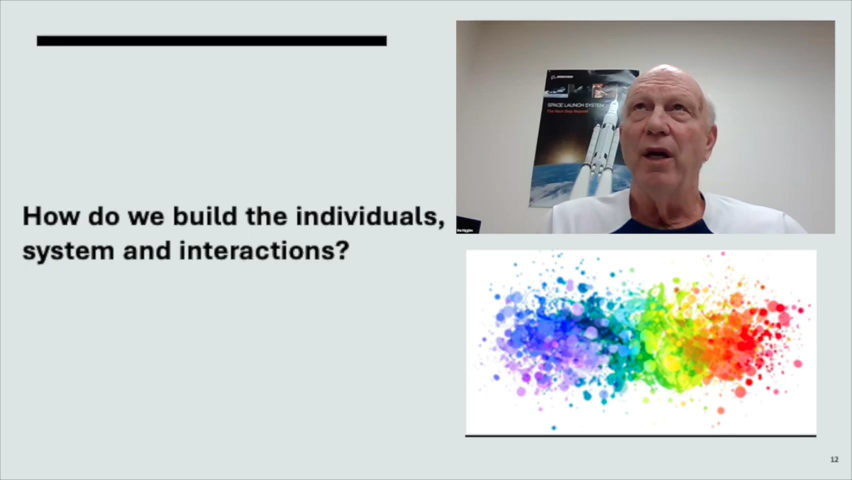 How do we build the individuals,
system and interactions?
SPACE LAUNCH SYSTEM
12